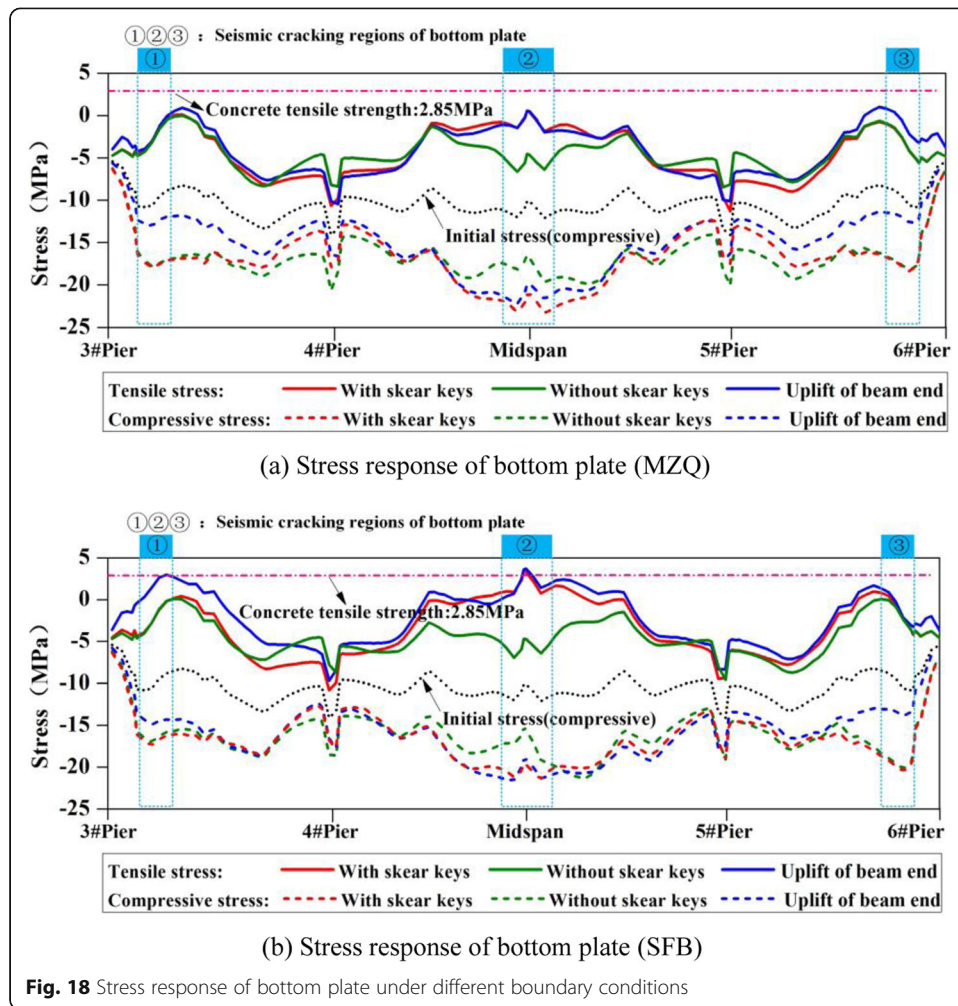 ①②③ : Seismic cracking regions of bottom plate
① ② ③
5
Concrete tensile strength:2.85MPa
0
-5
-10
Initial stress(compressive)
-15
-20
-25
Stress (MPa)
3#Pier 4#Pier Midspan 5#Pier 6#Pier
Tensile stress: With skear keys Without skear keys Uplift of beam end
Compressive stress: With skear keys Without skear keys Uplift of beam end
(a) Stress response of bottom plate (MZQ)
①②③ : Seismic cracking regions of bottom plate
① ② ③
5
0
Concrete tensile strength:2.85MPa
-5
-10
Initial stress(compressive)
-15
-20
-25
Stress (MPa)
3#Pier 4#Pier Midspan 5#Pier 6#Pier
Tensile stress: With skear keys Without skear keys Uplift of beam end
Compressive stress: With skear keys Without skear keys Uplift of beam end
(b) Stress response of bottom plate (SFB)
Fig. 18 Stress response of bottom plate under different boundary conditions